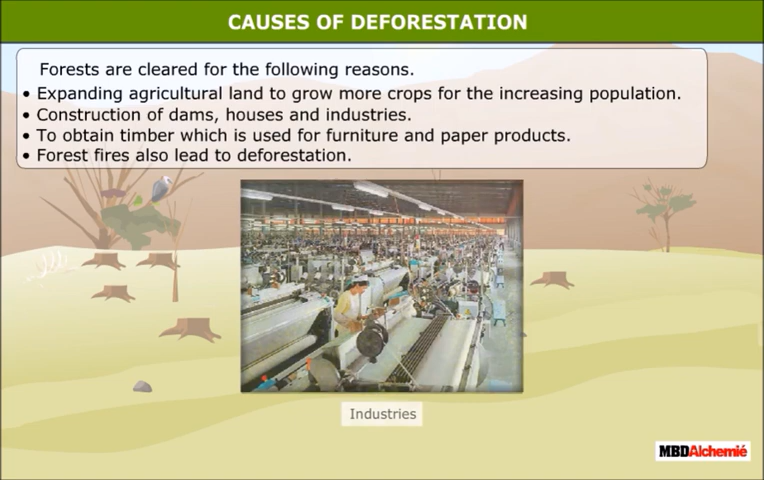 CAUSES OF DEFORESTATION
Forests are cleared for the following reasons.
• Expanding agricultural land to grow more crops for the increasing population.
• Construction of dams, houses and industries.
• To obtain timber which is used for furniture and paper products.
• Forest fires also lead to deforestation.
Industries
MBDAlchemié